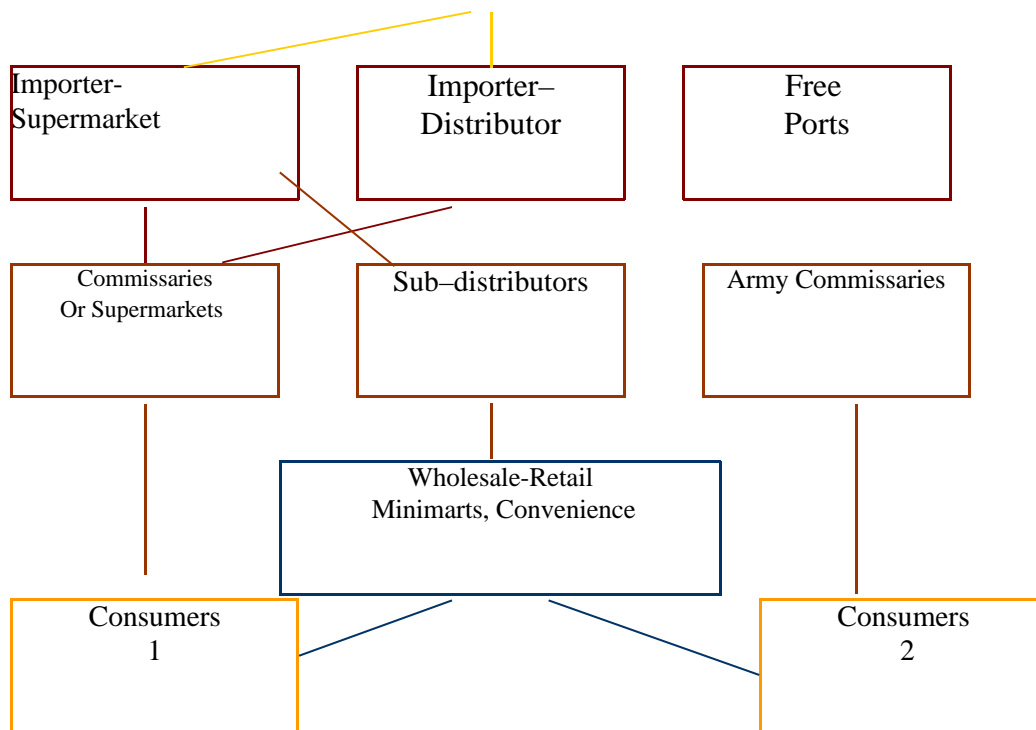 Importer-
Supermarket
Importer–
Distributor
Free
Ports
Commissaries
Or Supermarkets
Sub–distributors
Army Commissaries
Wholesale-Retail
Minimarts, Convenience
Consumers
1
Consumers
2